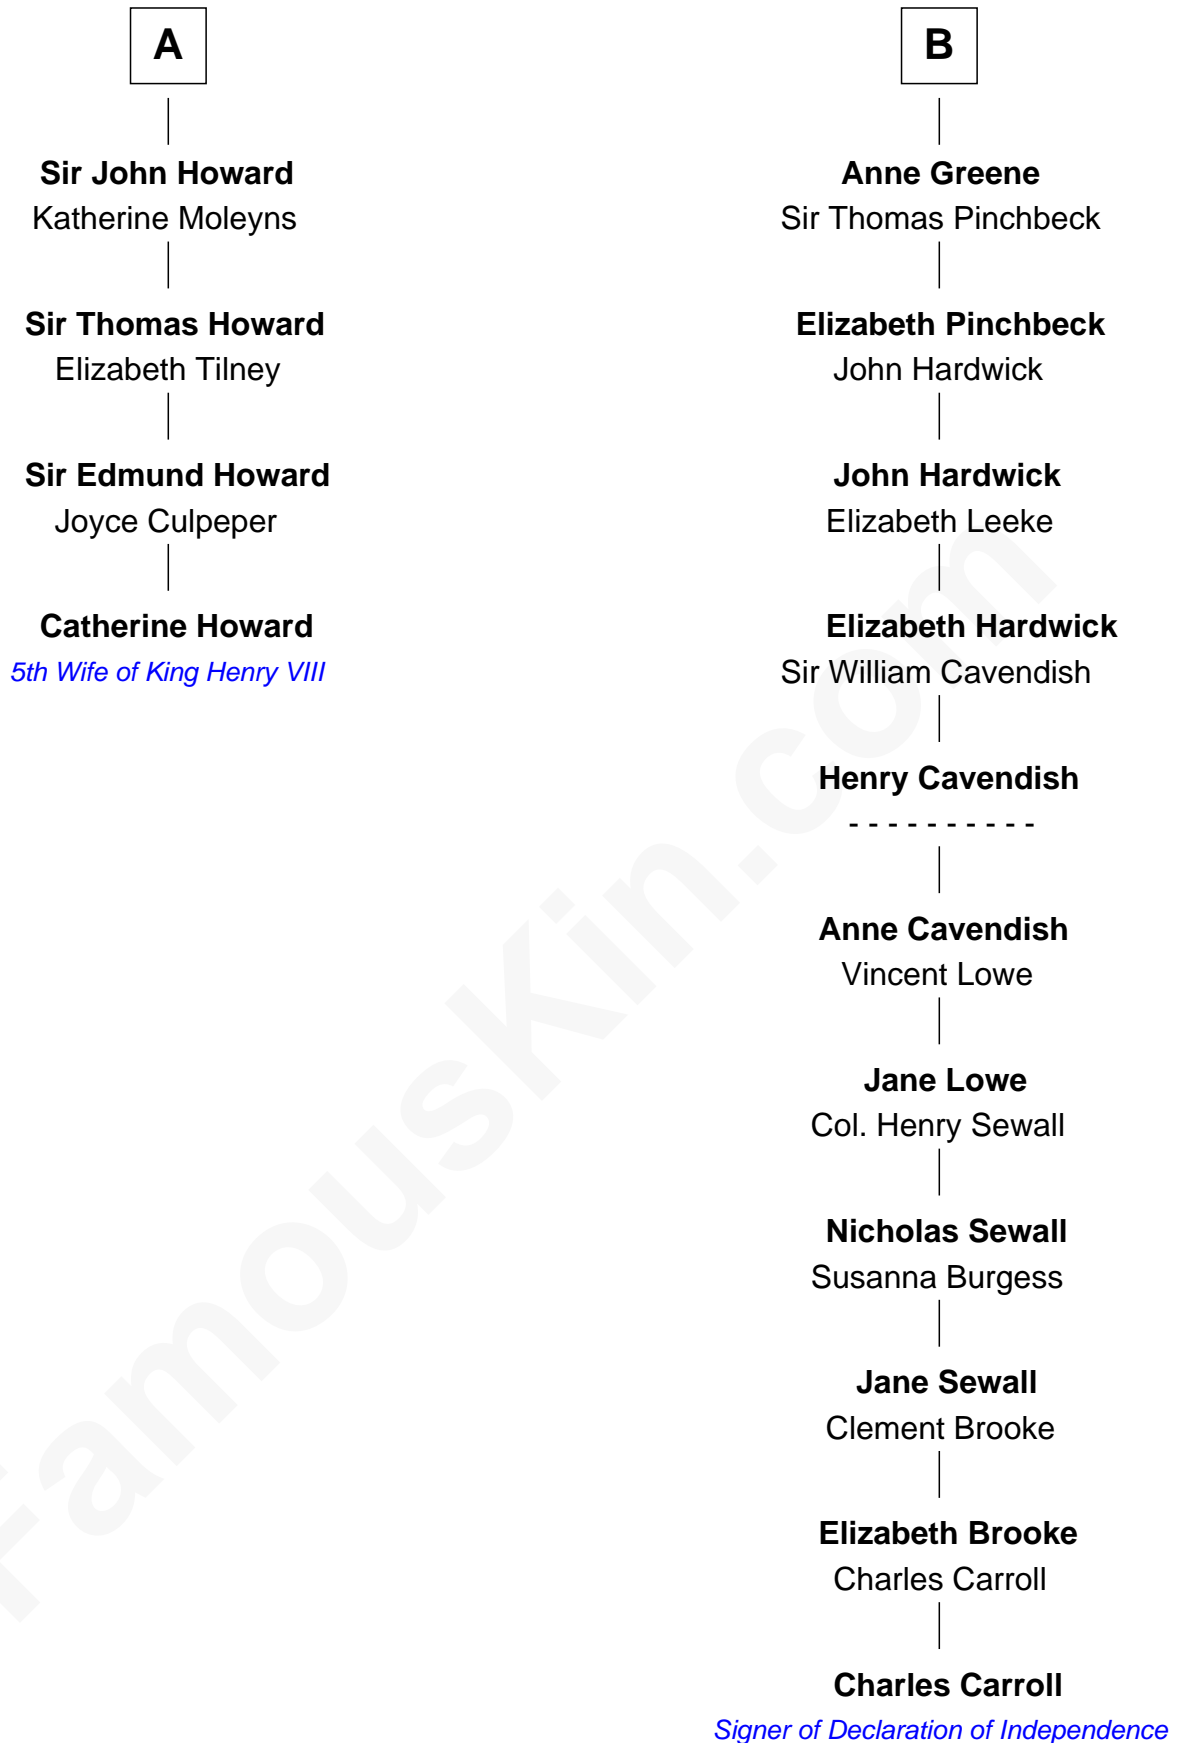 A
Sir John Howard
Katherine Moleyns
Sir Thomas Howard
Elizabeth Tilney
Sir Edmund Howard
Joyce Culpeper
Catherine Howard
5th Wife of King Henry VIII
B
Anne Greene
Sir Thomas Pinchbeck
Elizabeth Pinchbeck
John Hardwick
John Hardwick
Elizabeth Leeke
Elizabeth Hardwick
Sir William Cavendish
Henry Cavendish
- - - - - - - - - -
Anne Cavendish
Vincent Lowe
Jane Lowe
Col. Henry Sewall
Nicholas Sewall
Susanna Burgess
Jane Sewall
Clement Brooke
Elizabeth Brooke
Charles Carroll
Charles Carroll
Signer of Declaration of Independence
FamousKin.com